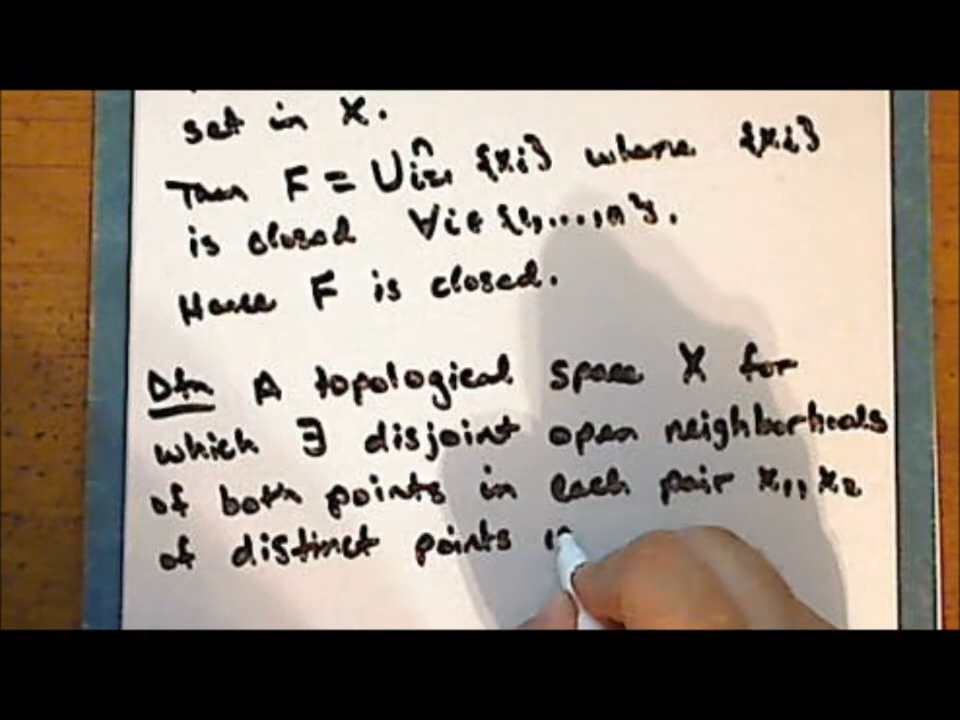 set in X.
Then F = ∪ⁿᵢ₌₁ {xᵢ} where {xᵢ}
is closed ∀i∈{1,...,n}.
Hence F is closed.
Dfn A topological space X for
which ∃ disjoint open neighborhoods
of both points in each pair x₁, x₂
of distinct points